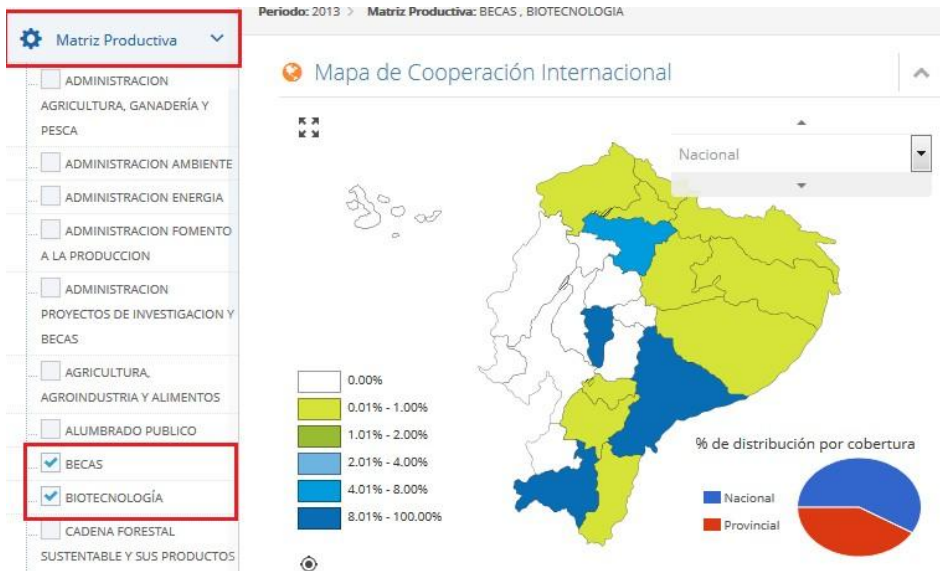 Periodo: 2013 > Matriz Productiva: BECAS , BIOTECNOLOGIA
Matriz Productiva
ADMINISTRACION
AGRICULTURA, GANADERÍA Y
PESCA
ADMINISTRACION AMBIENTE
ADMINISTRACION ENERGIA
ADMINISTRACION FOMENTO
A LA PRODUCCION
ADMINISTRACION
PROYECTOS DE INVESTIGACION Y
BECAS
AGRICULTURA,
AGROINDUSTRIA Y ALIMENTOS
ALUMBRADO PUBLICO
BECAS
BIOTECNOLOGÍA
CADENA FORESTAL
SUSTENTABLE Y SUS PRODUCTOS
Mapa de Cooperación Internacional
Nacional
0.00%
0.01% - 1.00%
1.01% - 2.00%
2.01% - 4.00%
4.01% - 8.00%
8.01% - 100.00%
% de distribución por cobertura
Nacional
Provincial